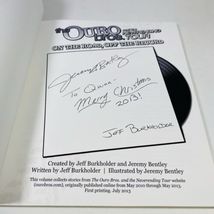 the OURO BROS. NEVERENDING TOUR
ON THE ROAD, OFF THE RECORD
Jeremy Bentley
To Quinn -
Merry Christmas
2013!
JEFF BURKHOLDER
Created by Jeff Burkholder and Jeremy Bentley
Written by Jeff Burkholder | Illustrated by Jeremy Bentley
This volume collects stories from The Ouro Bros. and the Neverending Tour website
(ourobros.com), originally published online from May 2010 through May 2013.
First printing, July 2013